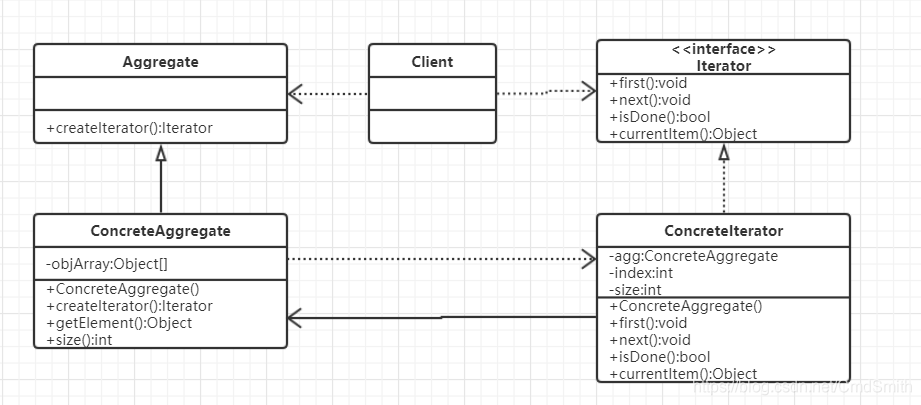 Aggregate
+createIterator():Iterator
Client
<<interface>>
Iterator
+first():void
+next():void
+isDone():bool
+currentItem():Object
ConcreteAggregate
-objArray:Object[]
+ConcreteAggregate()
+createIterator():Iterator
+getElement():Object
+size():int
ConcreteIterator
-agg:ConcreteAggregate
-index:int
-size:int
+ConcreteAggregate()
+first():void
+next():void
+isDone():bool
+currentItem():Object
https://blog.csdn.net/CmdSmith